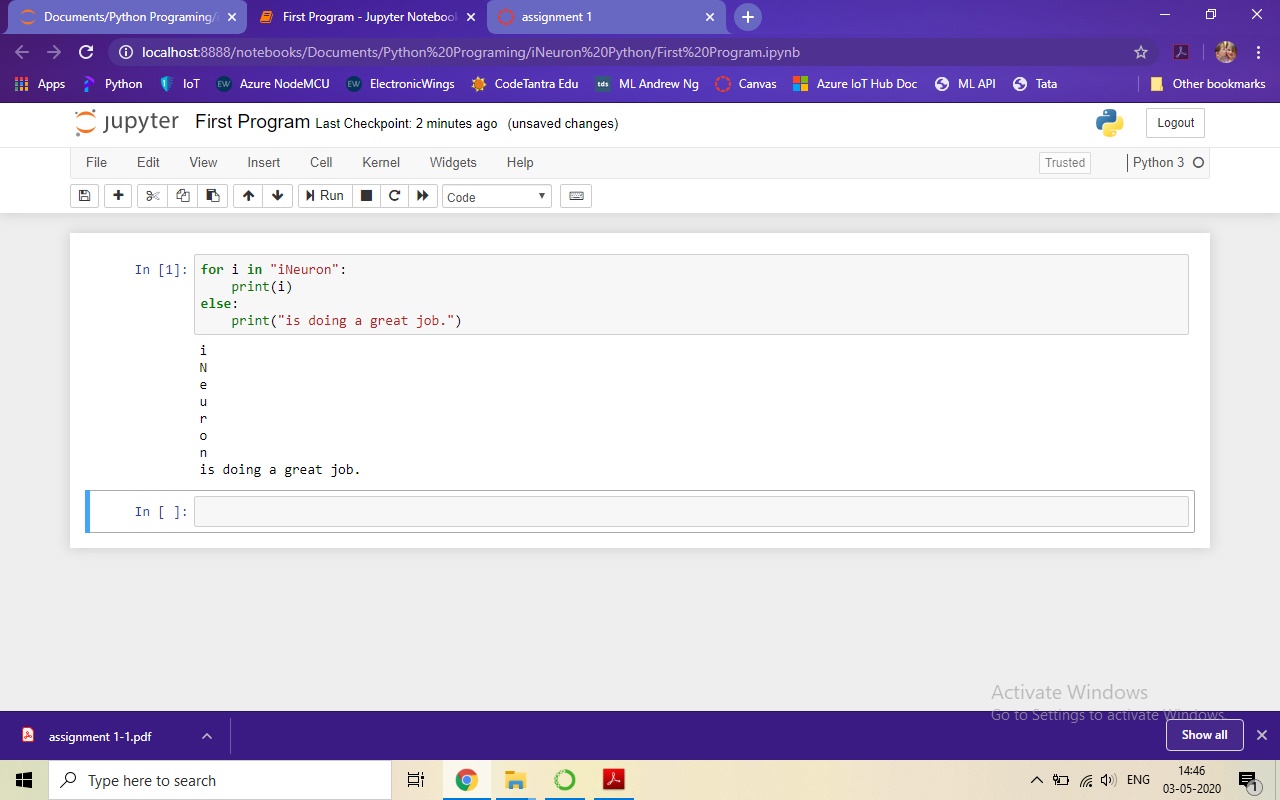 Documents/Python Programing/
First Program - Jupyter Notebook
assignment 1
localhost:8888/notebooks/Documents/Python%20Programing/iNeuron%20Python/First%20Program.ipynb
Apps Python IoT Azure NodeMCU ElectronicWings CodeTantra Edu ML Andrew Ng Canvas Azure IoT Hub Doc ML API Tata Other bookmarks
jupyter First Program Last Checkpoint: 2 minutes ago (unsaved changes) Logout
File Edit View Insert Cell Kernel Widgets Help Trusted Python 3
Run Code
In [1]: for i in "iNeuron":
print(i)
else:
print("is doing a great job.")
i
N
e
u
r
o
n
is doing a great job.
In [ ]:
Activate Windows
Go to Settings to activate Windows.
assignment 1-1.pdf Show all
Type here to search ENG 14:46
03-05-2020 1